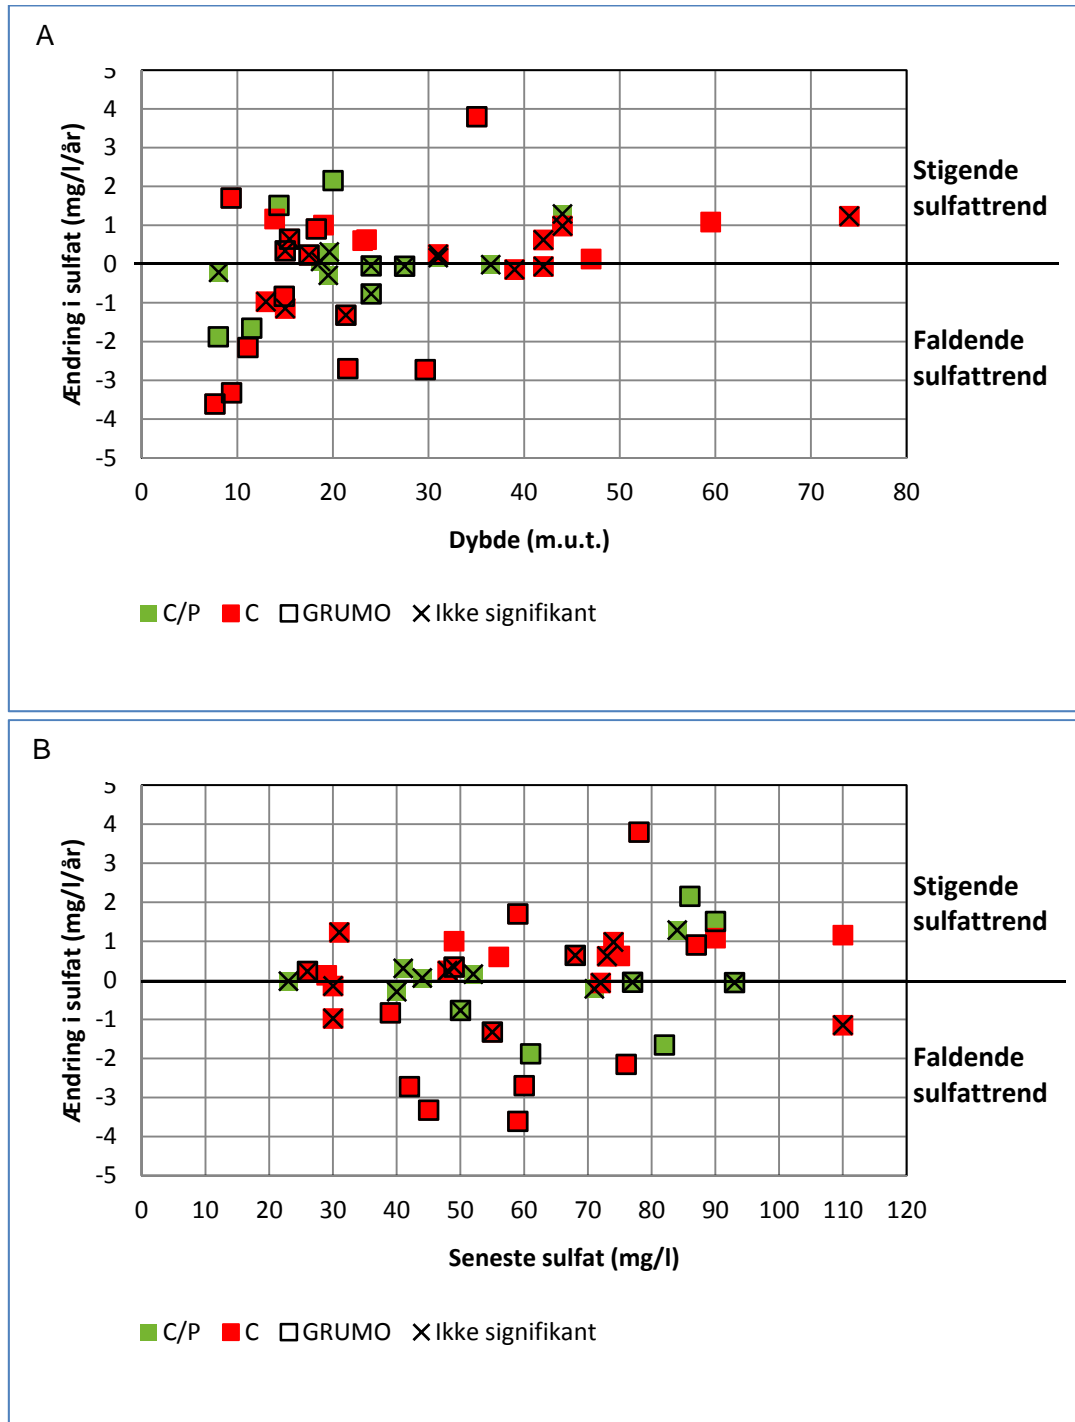 A
Ændring i sulfat (mg/l/år)
5
4
3
2
1
0
-1
-2
-3
-4
-5
0 10 20 30 40 50 60 70 80
Dybde (m.u.t.)
Stigende
sulfattrend
Faldende
sulfattrend
C/P C GRUMO Ikke signifikant
B
Ændring i sulfat (mg/l/år)
5
4
3
2
1
0
-1
-2
-3
-4
-5
0 10 20 30 40 50 60 70 80 90 100 110 120
Seneste sulfat (mg/l)
Stigende
sulfattrend
Faldende
sulfattrend
C/P C GRUMO Ikke signifikant